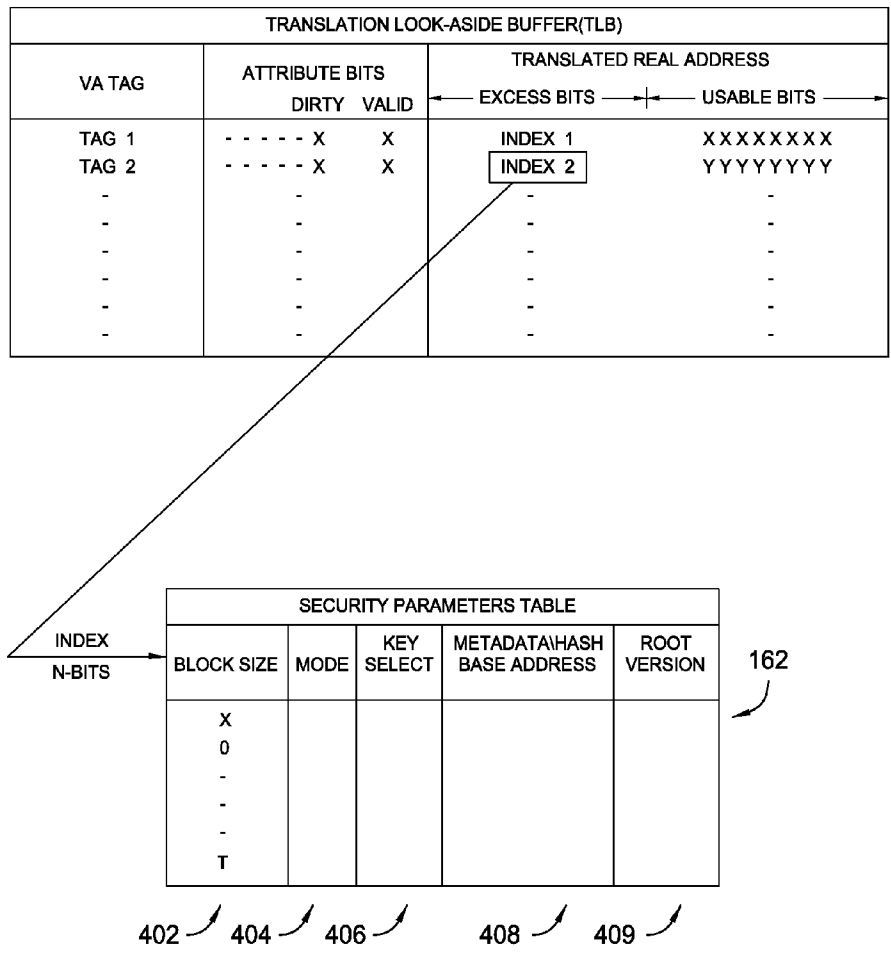 TRANSLATION LOOK-ASIDE BUFFER(TLB)
VA TAG
ATTRIBUTE BITS
DIRTY VALID
TRANSLATED REAL ADDRESS
EXCESS BITS
USABLE BITS
TAG 1 - - - - - X X INDEX 1 XXXXXXXX
TAG 2 - - - - - X X INDEX 2 YYYYYYYY
- - - -
- - - -
- - - -
- - - -
- - - -
- - - -
INDEX
N-BITS
SECURITY PARAMETERS TABLE
BLOCK SIZE
MODE
KEY
SELECT
METADATA\HASH
BASE ADDRESS
ROOT
VERSION
162
X
0
-
-
-
T
402 404 406 408 409